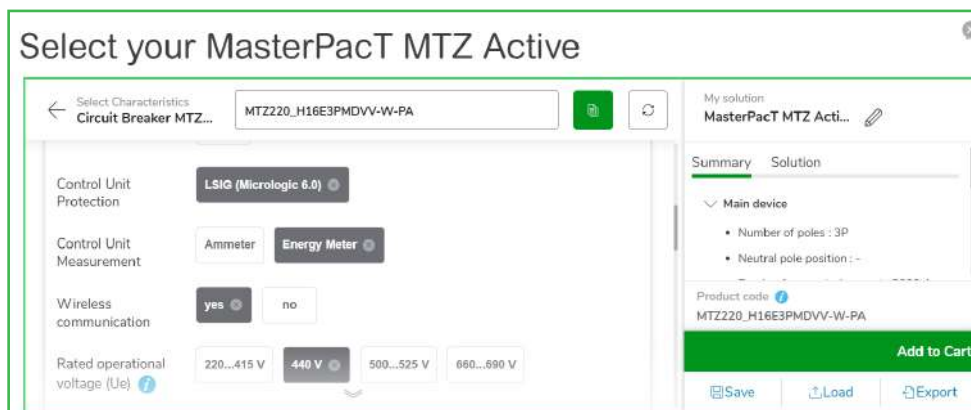 Select your MasterPacT MTZ Active
Select Characteristics
Circuit Breaker MTZ...
MTZ220_H16E3PMDVV-W-PA
My solution
MasterPacT MTZ Acti...
Summary Solution
Control Unit
Protection
LSIG (Micrologic 6.0)
Main device
• Number of poles : 3P
• Neutral pole position : -
Control Unit
Measurement
Ammeter
Energy Meter
Wireless
communication
yes
no
Product code
MTZ220_H16E3PMDVV-W-PA
Add to Cart
Rated operational
voltage (Ue)
220...415 V
440 V
500...525 V
660...690 V
Save
Load
Export